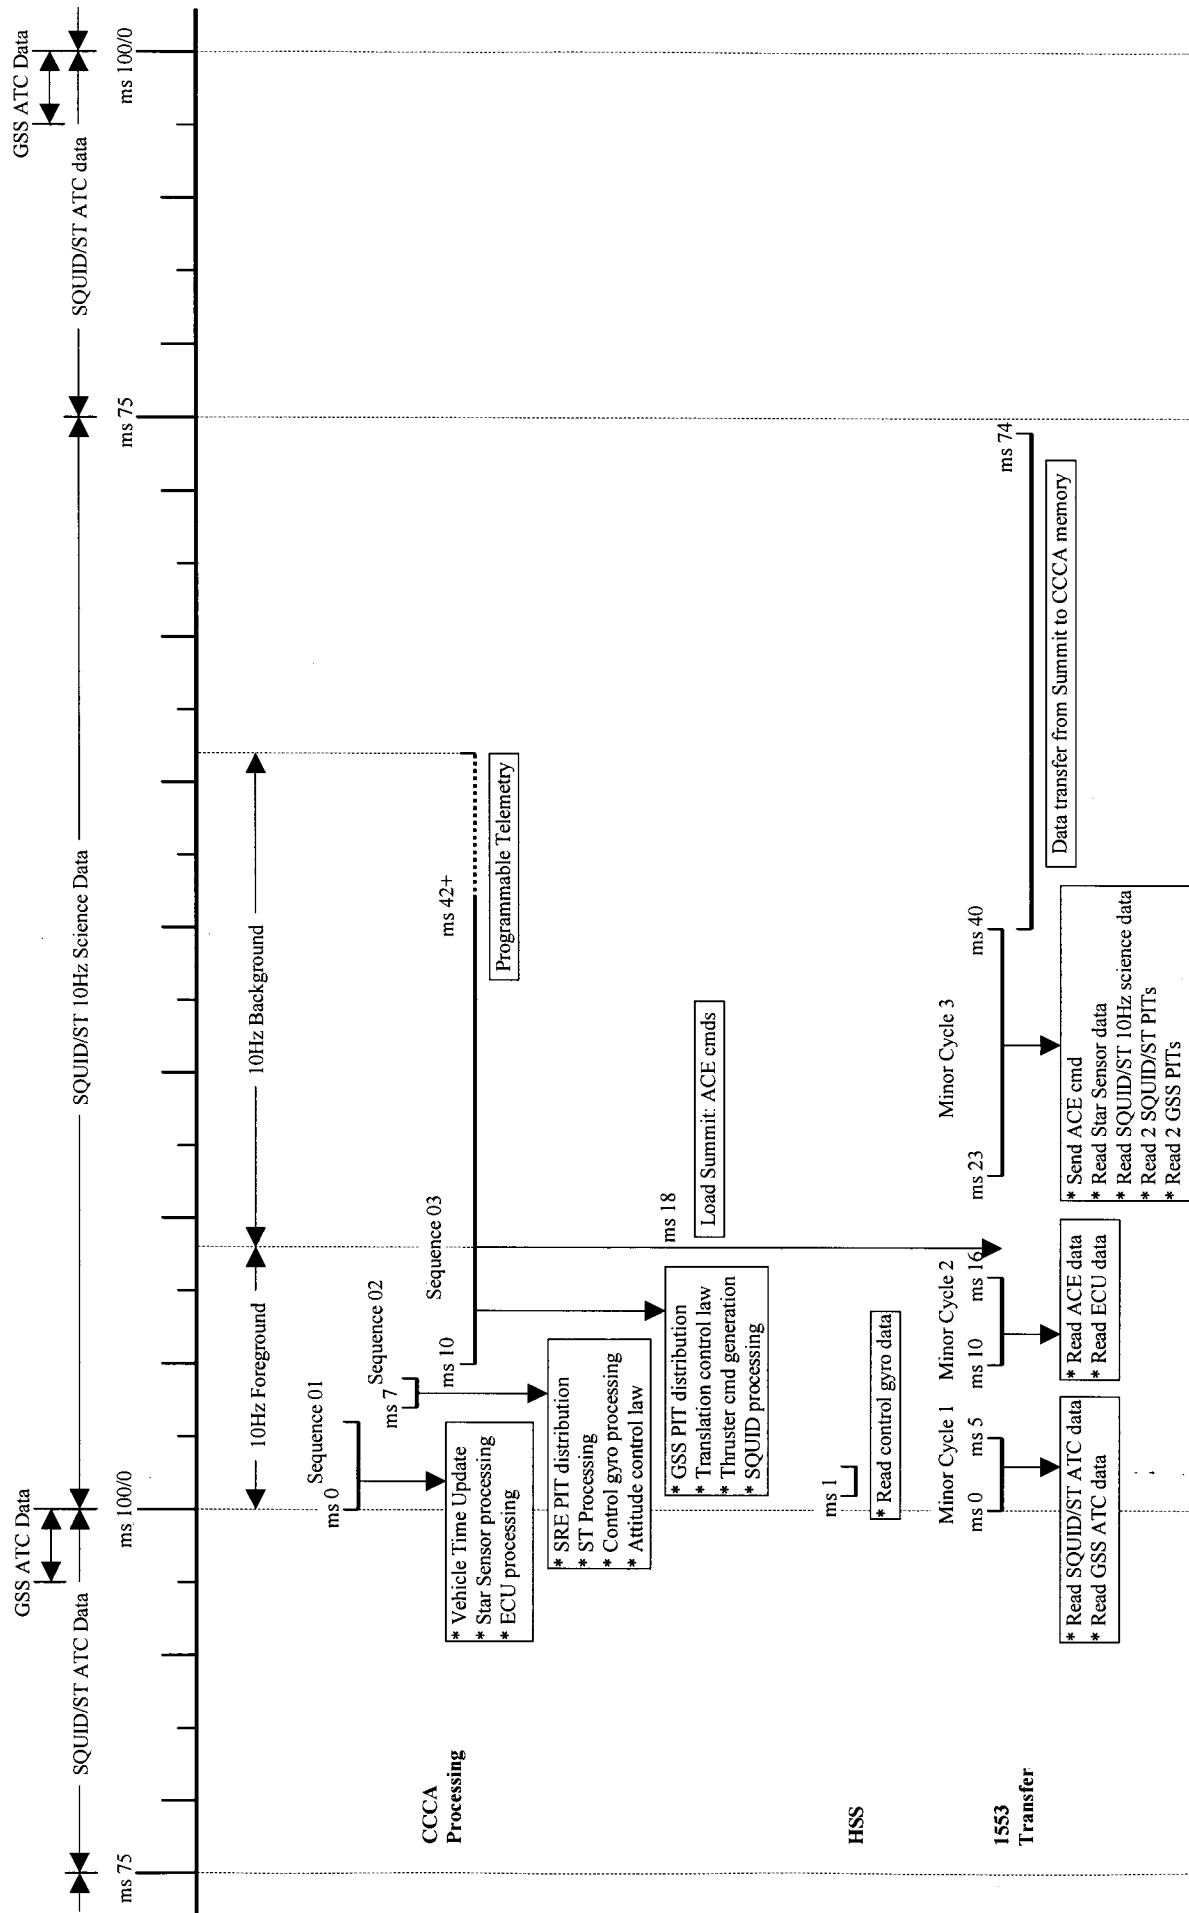 GSS ATC Data
GSS ATC Data
SQUID/ST ATC Data
SQUID/ST 10Hz Science Data
SQUID/ST ATC data
ms 75
ms 100/0
ms 75
ms 100/0
10Hz Foreground
10Hz Background
CCCA
Processing
Sequence 01
ms 0
* Vehicle Time Update
* Star Sensor processing
* ECU processing
Sequence 02
ms 7
* SRE PIT distribution
* ST Processing
* Control gyro processing
* Attitude control law
Sequence 03
ms 10
ms 42+
Programmable Telemetry
* GSS PIT distribution
* Translation control law
* Thruster cmd generation
* SQUID processing
ms 18
Load Summit: ACE cmds
HSS
ms 1
* Read control gyro data
1553
Transfer
Minor Cycle 1
ms 0
ms 5
* Read SQUID/ST ATC data
* Read GSS ATC data
Minor Cycle 2
ms 10
ms 16
* Read ACE data
* Read ECU data
Minor Cycle 3
ms 23
ms 40
* Send ACE cmd
* Read Star Sensor data
* Read SQUID/ST 10Hz science data
* Read 2 SQUID/ST PITs
* Read 2 GSS PITs
ms 74
Data transfer from Summit to CCCA memory